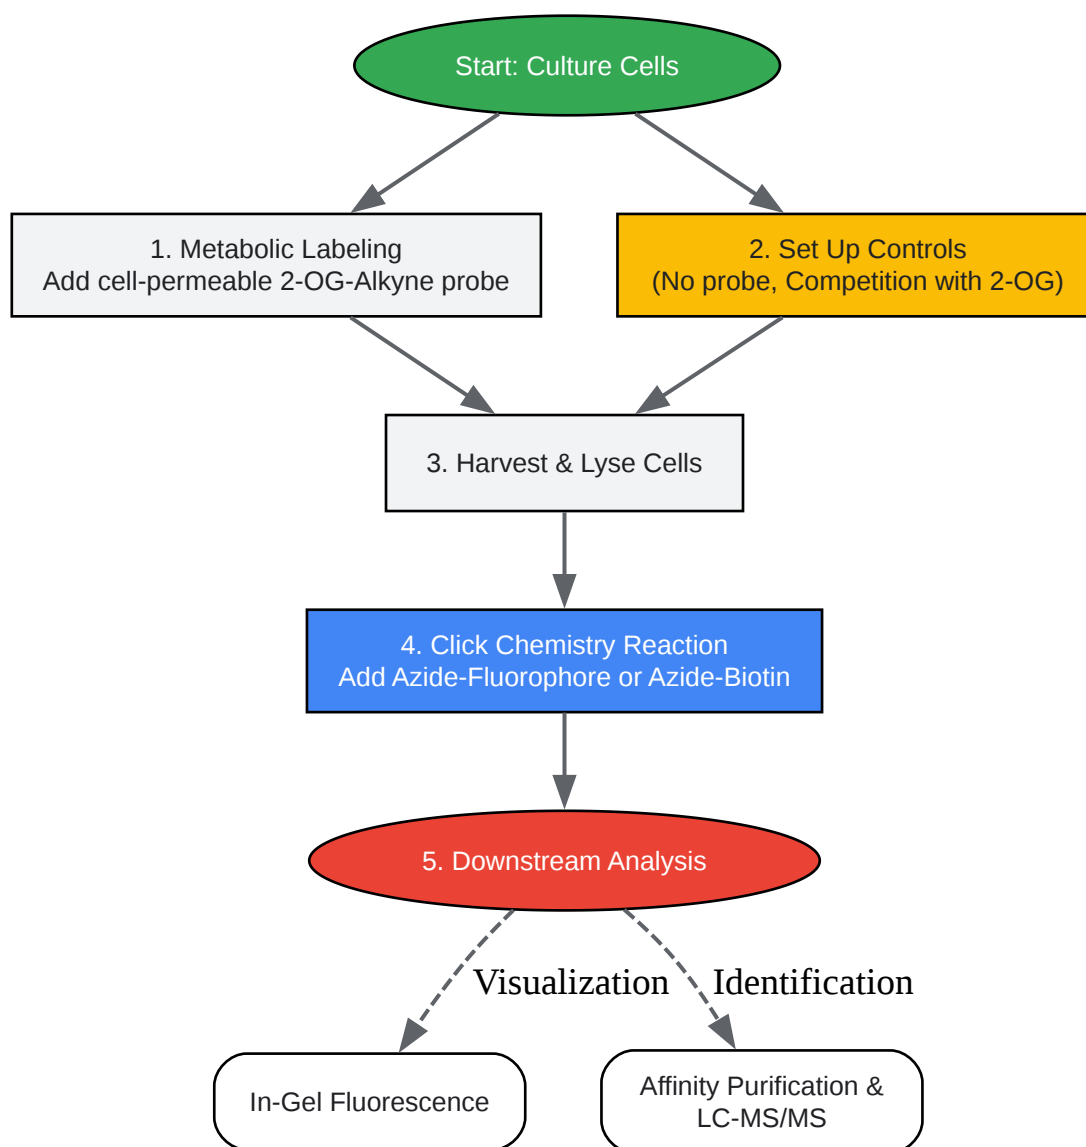 Start: Culture Cells
1. Metabolic Labeling
Add cell-permeable 2-OG-Alkyne probe
2. Set Up Controls
(No probe, Competition with 2-OG)
3. Harvest & Lyse Cells
4. Click Chemistry Reaction
Add Azide-Fluorophore or Azide-Biotin
5. Downstream Analysis
Visualization
Identification
In-Gel Fluorescence
Affinity Purification &
LC-MS/MS